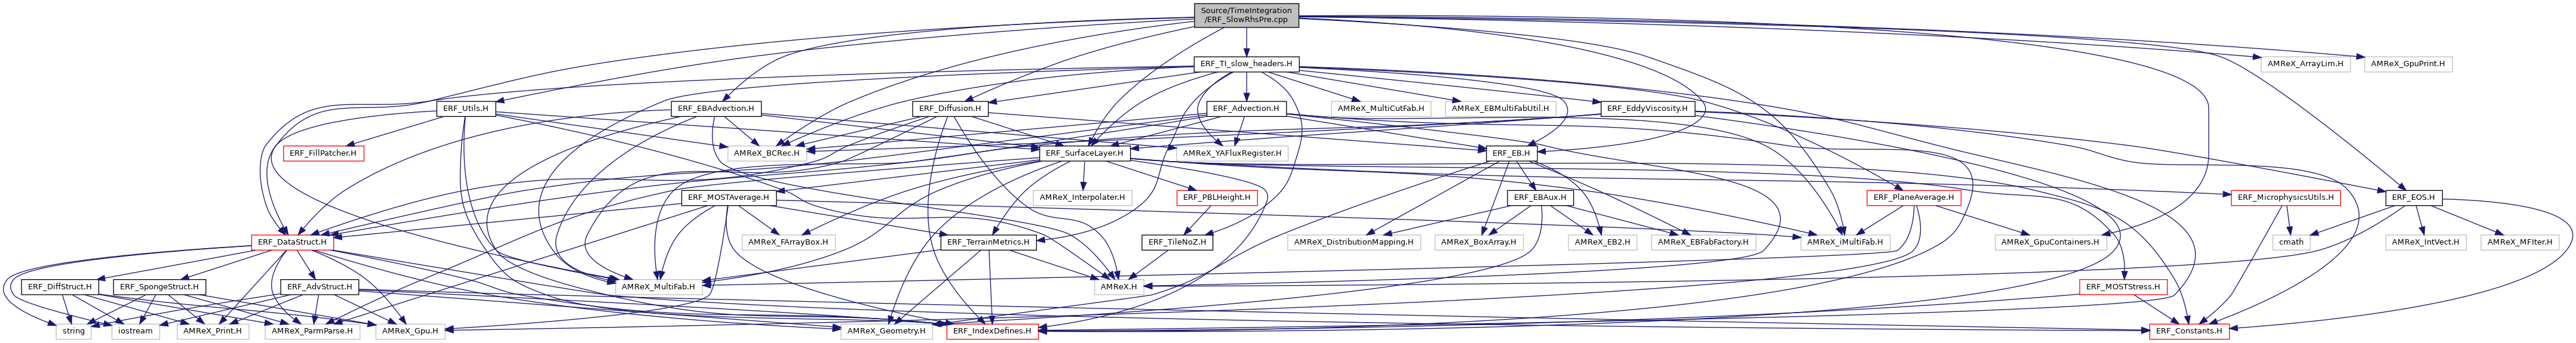 Source/TimeIntegration
/ERF_SlowRhsPre.cpp
ERF_TI_slow_headers.H
AMReX_ArrayLim.H
AMReX_GpuPrint.H
ERF_Utils.H
ERF_EBAdvection.H
ERF_Diffusion.H
ERF_Advection.H
AMReX_MultiCutFab.H
AMReX_EBMultiFabUtil.H
ERF_EddyViscosity.H
ERF_FillPatcher.H
AMReX_BCRec.H
ERF_SurfaceLayer.H
AMReX_YAFluxRegister.H
ERF_EB.H
ERF_MOSTAverage.H
AMReX_Interpolater.H
ERF_PBLHeight.H
ERF_EBAux.H
ERF_PlaneAverage.H
ERF_MicrophysicsUtils.H
ERF_EOS.H
ERF_DataStruct.H
AMReX_FArrayBox.H
ERF_TerrainMetrics.H
ERF_TileNoZ.H
AMReX_DistributionMapping.H
AMReX_BoxArray.H
AMReX_EB2.H
AMReX_EBFabFactory.H
AMReX_iMultiFab.H
AMReX_GpuContainers.H
cmath
AMReX_IntVect.H
AMReX_MFIter.H
ERF_DiffStruct.H
ERF_SpongeStruct.H
ERF_AdvStruct.H
AMReX_MultiFab.H
AMReX.H
ERF_MOSTStress.H
string
iostream
AMReX_Print.H
AMReX_ParmParse.H
AMReX_Gpu.H
AMReX_Geometry.H
ERF_IndexDefines.H
ERF_Constants.H